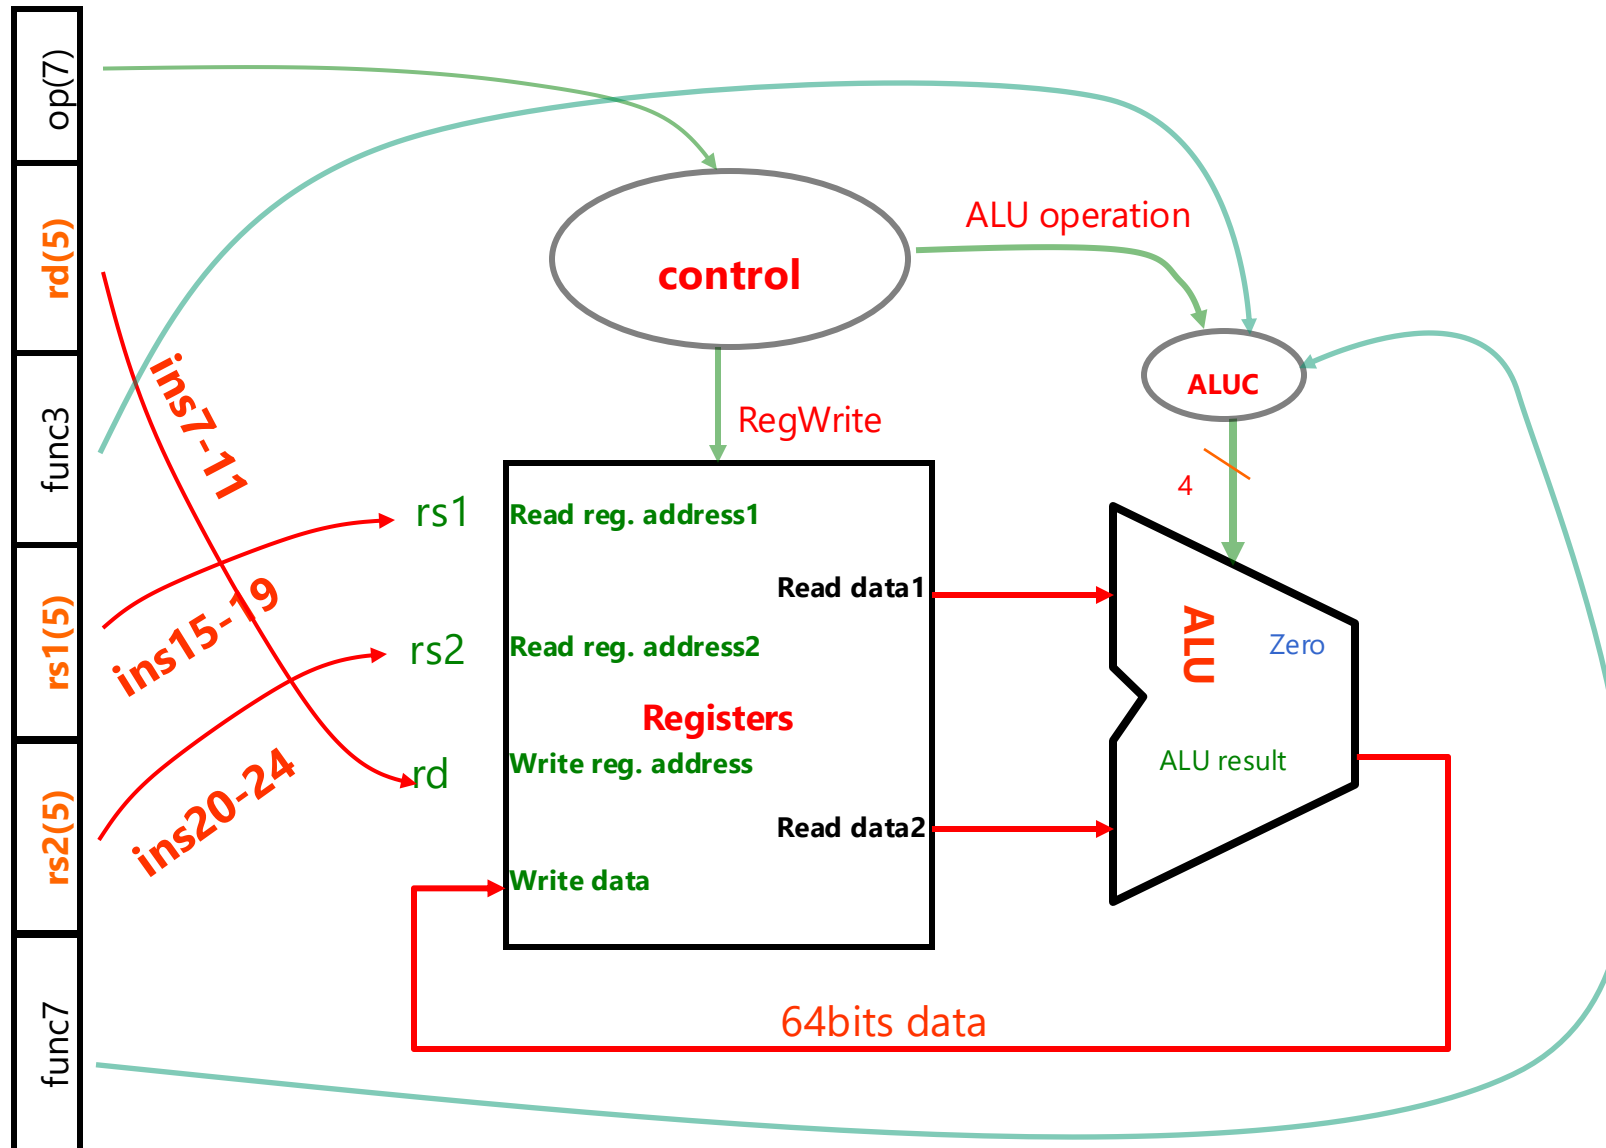 op(7)
rd(5)
func3
rs1(5)
rs2(5)
func7
ins7-11
ins15-19
ins20-24
control
ALU operation
ALUC
RegWrite
4
rs1
Read reg. address1
Read data1
rs2
Read reg. address2
Registers
rd
Write reg. address
Read data2
Write data
ALU
Zero
ALU result
64bits data